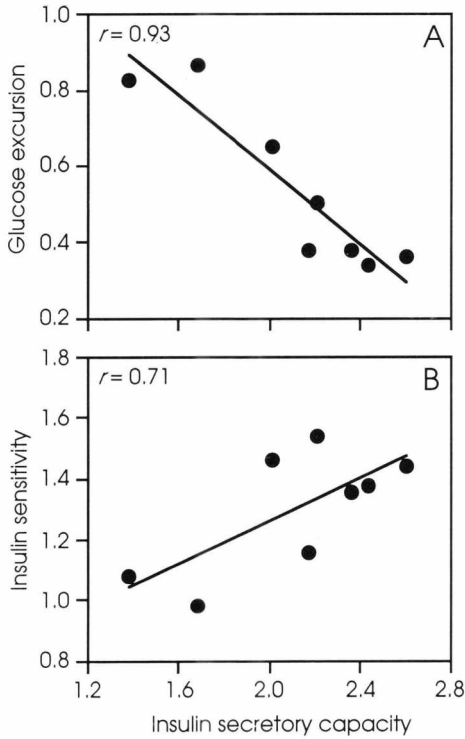 r = 0.93
A
1.0
0.8
0.6
0.4
0.2
Glucose excursion
r = 0.71
B
1.8
1.6
1.4
1.2
1.0
0.8
Insulin sensitivity
1.2 1.6 2.0 2.4 2.8
Insulin secretory capacity